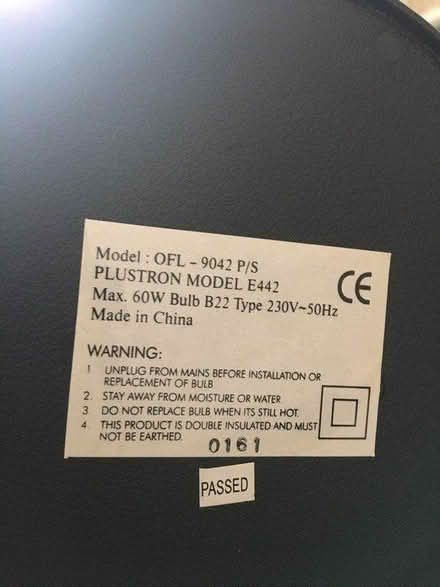 Model : OFL - 9042 P/S
PLUSTRON MODEL E442
Max. 60W Bulb B22 Type 230V~50Hz
Made in China
CE
WARNING:
1 UNPLUG FROM MAINS BEFORE INSTALLATION OR
REPLACEMENT OF BULB
2. STAY AWAY FROM MOISTURE OR WATER
3 DO NOT REPLACE BULB WHEN ITS STILL HOT.
4. THIS PRODUCT IS DOUBLE INSULATED AND MUST
NOT BE EARTHED.
0161
PASSED